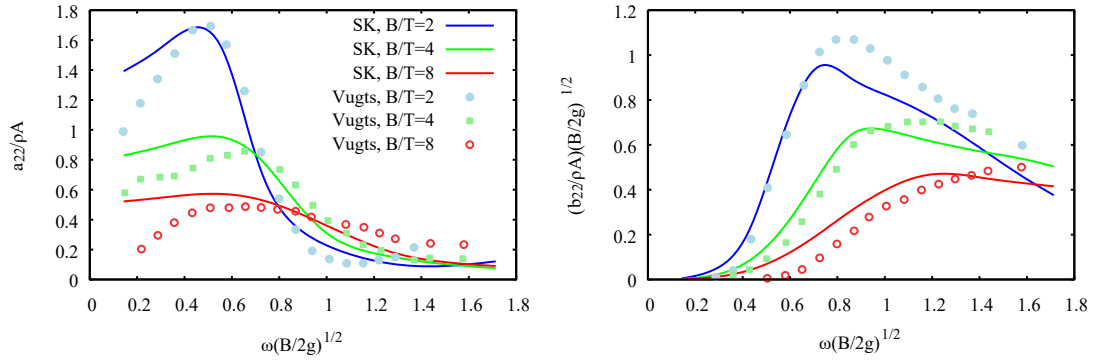 1.8
1.6
1.4
1.2
1
0.8
0.6
0.4
0.2
0
a22/ρA
0 0.2 0.4 0.6 0.8 1 1.2 1.4 1.6 1.8
ω(B/2g)^1/2
SK, B/T=2
SK, B/T=4
SK, B/T=8
Vugts, B/T=2
Vugts, B/T=4
Vugts, B/T=8
1.2
1
0.8
0.6
0.4
0.2
0
(b22/ρA)(B/2g)^1/2
0 0.2 0.4 0.6 0.8 1 1.2 1.4 1.6 1.8
ω(B/2g)^1/2